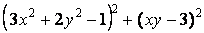 (3x² + 2y² − 1)² + (xy − 3)²